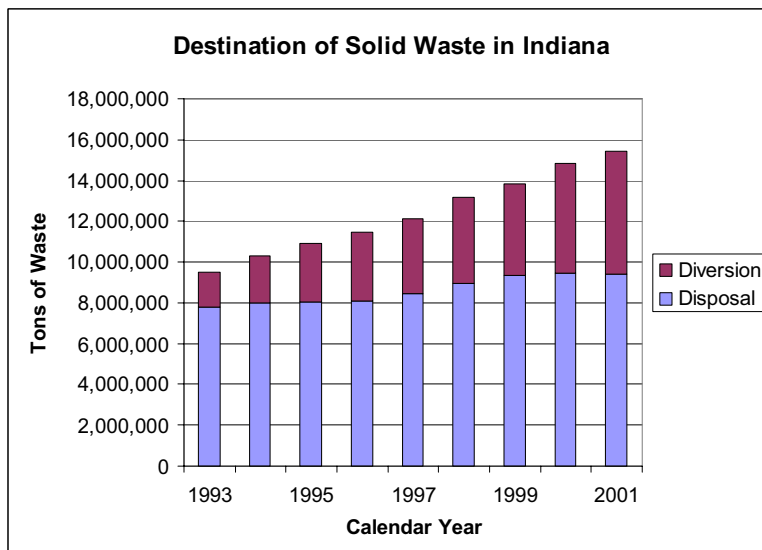 Destination of Solid Waste in Indiana
18,000,000
16,000,000
14,000,000
12,000,000
10,000,000
8,000,000
6,000,000
4,000,000
2,000,000
0
Tons of Waste
1993 1995 1997 1999 2001
Calendar Year
Diversion
Disposal